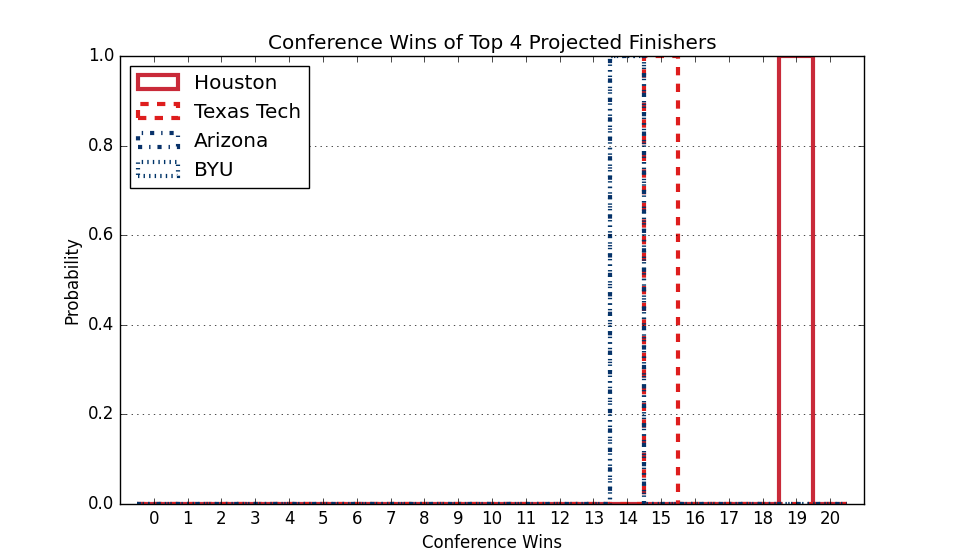 Conference Wins of Top 4 Projected Finishers
1.0
0.8
0.6
0.4
0.2
0.0
Probability
Houston
Texas Tech
Arizona
BYU
0 1 2 3 4 5 6 7 8 9 10 11 12 13 14 15 16 17 18 19 20
Conference Wins